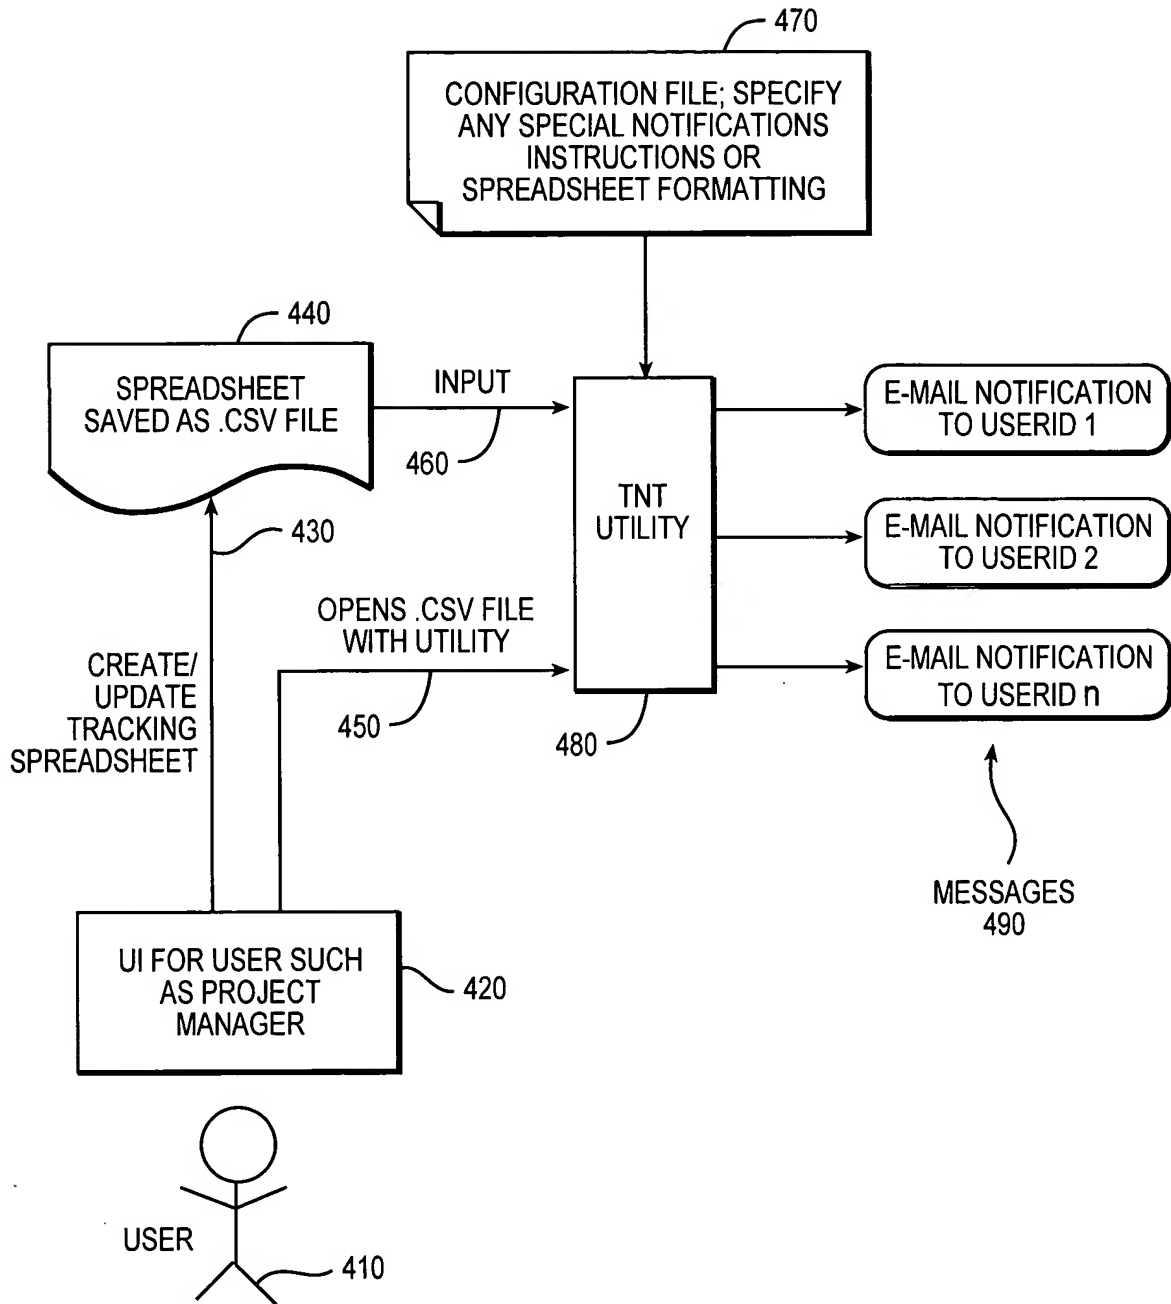 470
CONFIGURATION FILE; SPECIFY
ANY SPECIAL NOTIFICATIONS
INSTRUCTIONS OR
SPREADSHEET FORMATTING
440
SPREADSHEET
SAVED AS .CSV FILE
INPUT
460
E-MAIL NOTIFICATION
TO USERID 1
TNT
UTILITY
E-MAIL NOTIFICATION
TO USERID 2
430
OPENS .CSV FILE
WITH UTILITY
450
E-MAIL NOTIFICATION
TO USERID n
CREATE/
UPDATE
TRACKING
SPREADSHEET
480
MESSAGES
490
UI FOR USER SUCH
AS PROJECT
MANAGER
420
USER
410